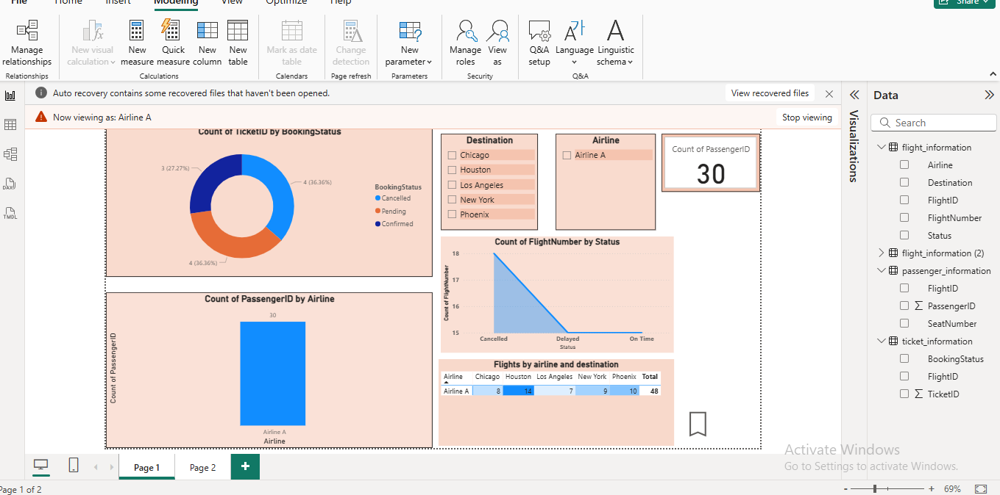 File Home Insert Modeling View Optimize Help Share
Manage relationships
New visual calculation
New measure
Quick measure
New column
New table
Mark as date table
Change detection
New parameter
Manage roles
View as
Q&A setup
Language
Linguistic schema
Relationships Calculations Calendars Page refresh Parameters Security Q&A
Auto recovery contains some recovered files that haven't been opened. View recovered files
Now viewing as: Airline A Stop viewing
DAX
TMDL
Count of TicketID by BookingStatus
3 (27.27%)
4 (36.36%)
4 (36.36%)
BookingStatus
Cancelled
Pending
Confirmed
Destination
Chicago
Houston
Los Angeles
New York
Phoenix
Airline
Airline A
Count of PassengerID
30
Count of PassengerID by Airline
30
Count of PassengerID
Airline A
Airline
Count of FlightNumber by Status
Count of FlightNumber
18
17
16
15
Cancelled Delayed On Time
Status
Flights by airline and destination
Airline Chicago Houston Los Angeles New York Phoenix Total
Airline A 8 14 7 9 10 48
Visualizations
Data
Search
flight_information
Airline
Destination
FlightID
FlightNumber
Status
flight_information (2)
passenger_information
FlightID
PassengerID
SeatNumber
ticket_information
BookingStatus
FlightID
TicketID
Activate Windows
Go to Settings to activate Windows.
Page 1 Page 2 +
Page 1 of 2
- + 69%